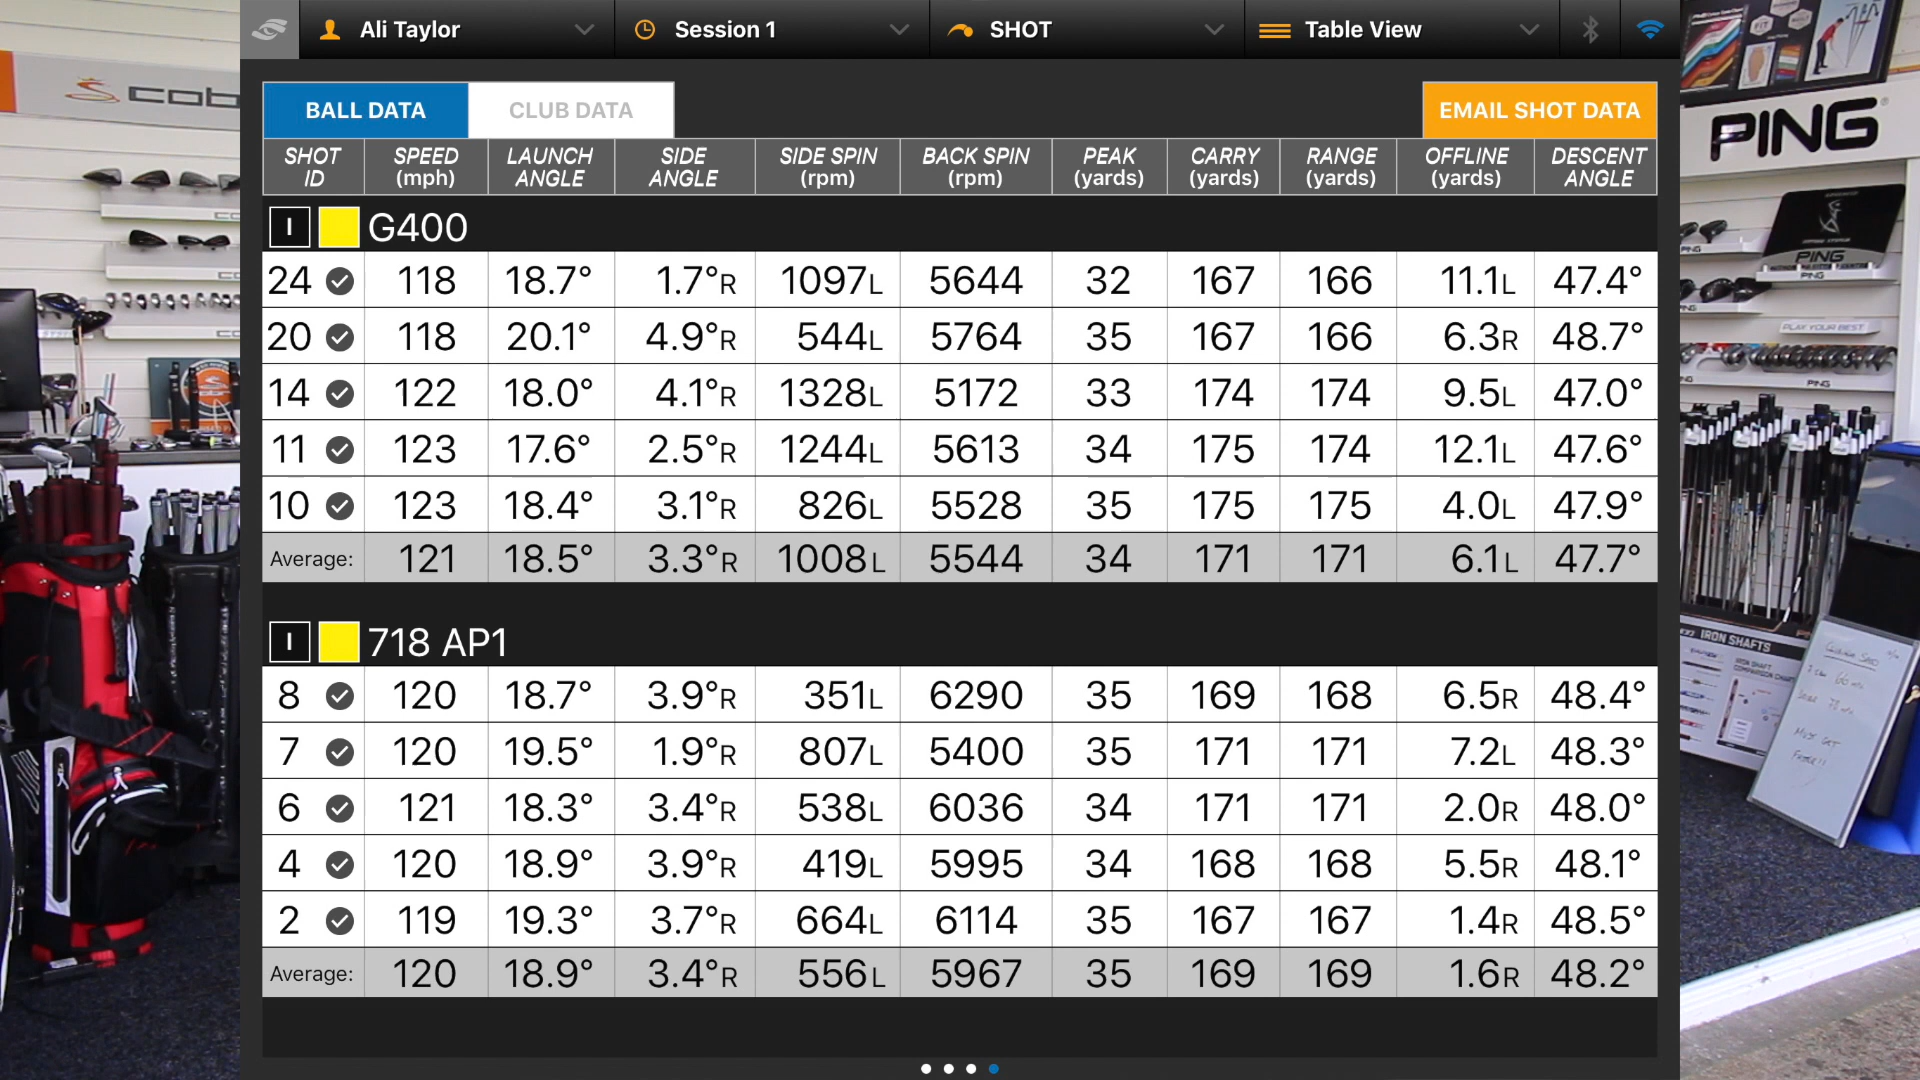 Ali Taylor Session 1 SHOT Table View
BALL DATA CLUB DATA EMAIL SHOT DATA
SHOT ID SPEED (mph) LAUNCH ANGLE SIDE ANGLE SIDE SPIN (rpm) BACK SPIN (rpm) PEAK (yards) CARRY (yards) RANGE (yards) OFFLINE (yards) DESCENT ANGLE
I G400
24 118 18.7° 1.7°R 1097L 5644 32 167 166 11.1L 47.4°
20 118 20.1° 4.9°R 544L 5764 35 167 166 6.3R 48.7°
14 122 18.0° 4.1°R 1328L 5172 33 174 174 9.5L 47.0°
11 123 17.6° 2.5°R 1244L 5613 34 175 174 12.1L 47.6°
10 123 18.4° 3.1°R 826L 5528 35 175 175 4.0L 47.9°
Average: 121 18.5° 3.3°R 1008L 5544 34 171 171 6.1L 47.7°
I 718 AP1
8 120 18.7° 3.9°R 351L 6290 35 169 168 6.5R 48.4°
7 120 19.5° 1.9°R 807L 5400 35 171 171 7.2L 48.3°
6 121 18.3° 3.4°R 538L 6036 34 171 171 2.0R 48.0°
4 120 18.9° 3.9°R 419L 5995 34 168 168 5.5R 48.1°
2 119 19.3° 3.7°R 664L 6114 35 167 167 1.4R 48.5°
Average: 120 18.9° 3.4°R 556L 5967 35 169 169 1.6R 48.2°
cob
PING
PING
PLAY YOUR BEST
PING
IRON SHAFTS
MUST GET